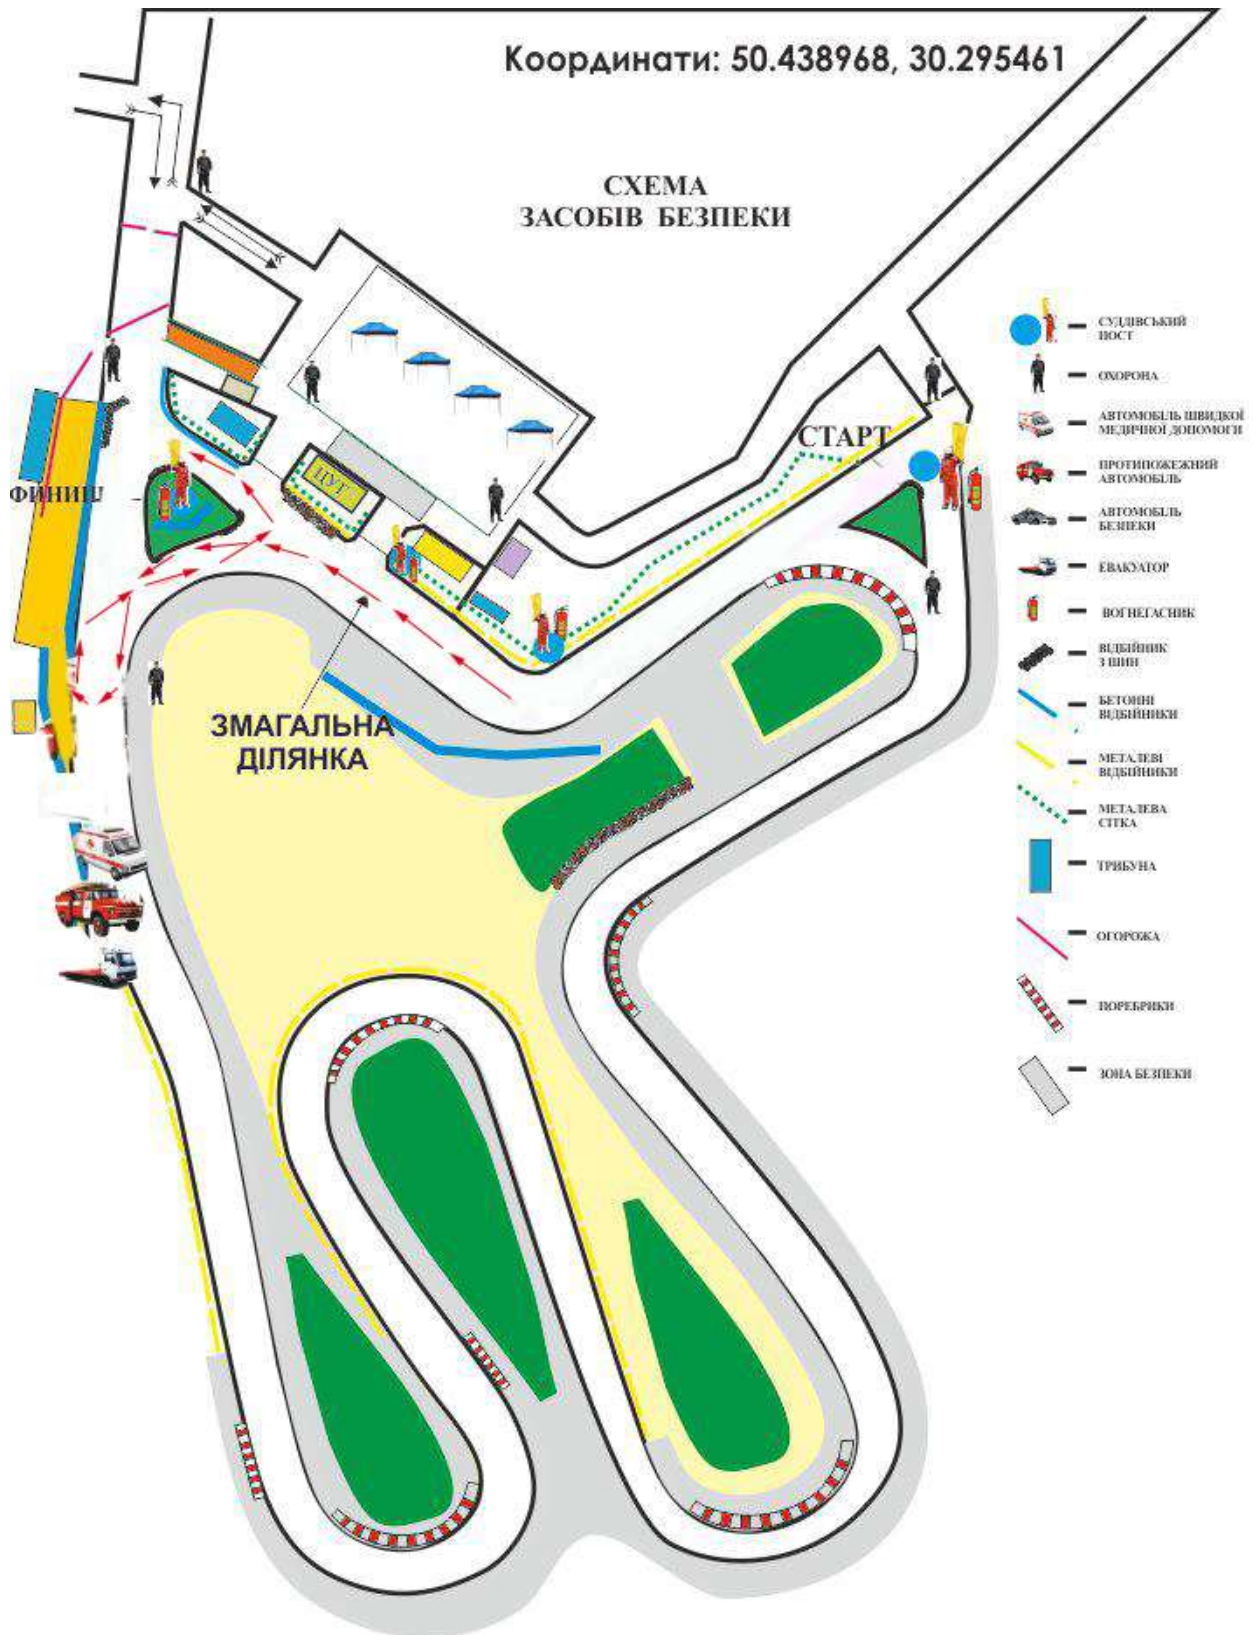 Координати: 50.438968, 30.295461
СХЕМА
ЗАСОБІВ БЕЗПЕКИ
СТАРТ
ФИНИШ
ЦУГ
ЗМАГАЛЬНА
ДІЛЯНКА
СУДДІВСЬКИЙ
ПОСТ
ОХОРОНА
АВТОМОБІЛЬ ШВИДКОЇ
МЕДИЧНОЇ ДОПОМОГИ
ПРОТИПОЖЕЖНИЙ
АВТОМОБІЛЬ
АВТОМОБІЛЬ
БЕЗПЕКИ
ЕВАКУАТОР
ВОГНЕГАСНИК
ВІДБІЙНИК
З ШИН
БЕТОННІ
ВІДБІЙНИКИ
МЕТАЛЕВІ
ВІДБІЙНИКИ
МЕТАЛЕВА
СІТКА
ТРИБУНА
ОГОРОЖА
ПОРЕБРИКИ
ЗОНА БЕЗПЕКИ